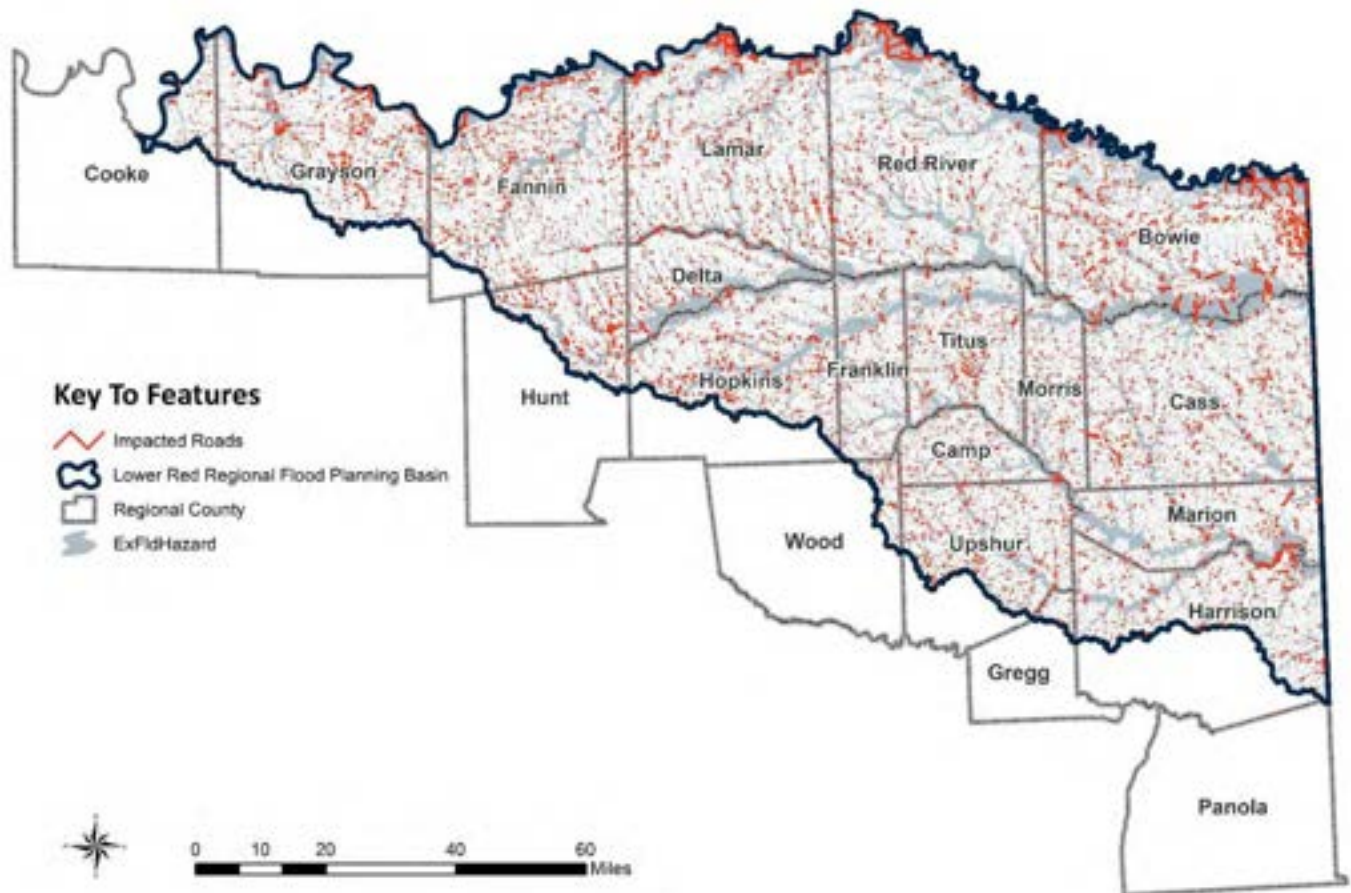 Cooke
Grayson
Fannin
Lamar
Red River
Bowie
Delta
Hopkins
Franklin
Titus
Morris
Cass
Hunt
Camp
Marion
Wood
Upshur
Harrison
Gregg
Panola
Key To Features
Impacted Roads
Lower Red Regional Flood Planning Basin
Regional County
ExFldHazard
0 10 20 40 60
Miles